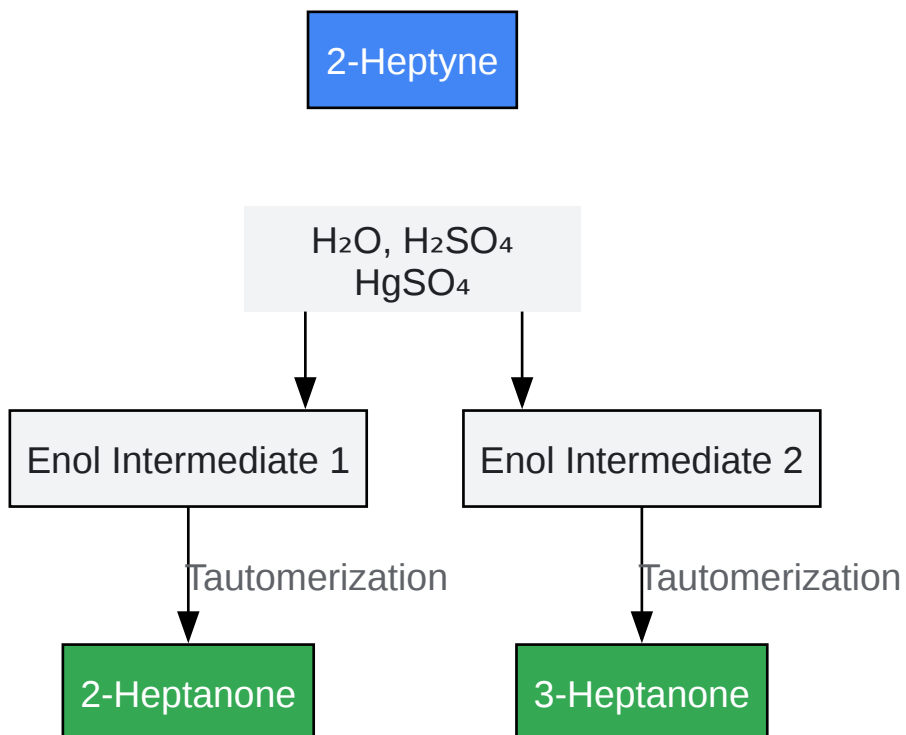 2-Heptyne
H₂O, H₂SO₄
HgSO₄
Enol Intermediate 1
Enol Intermediate 2
Tautomerization
Tautomerization
2-Heptanone
3-Heptanone